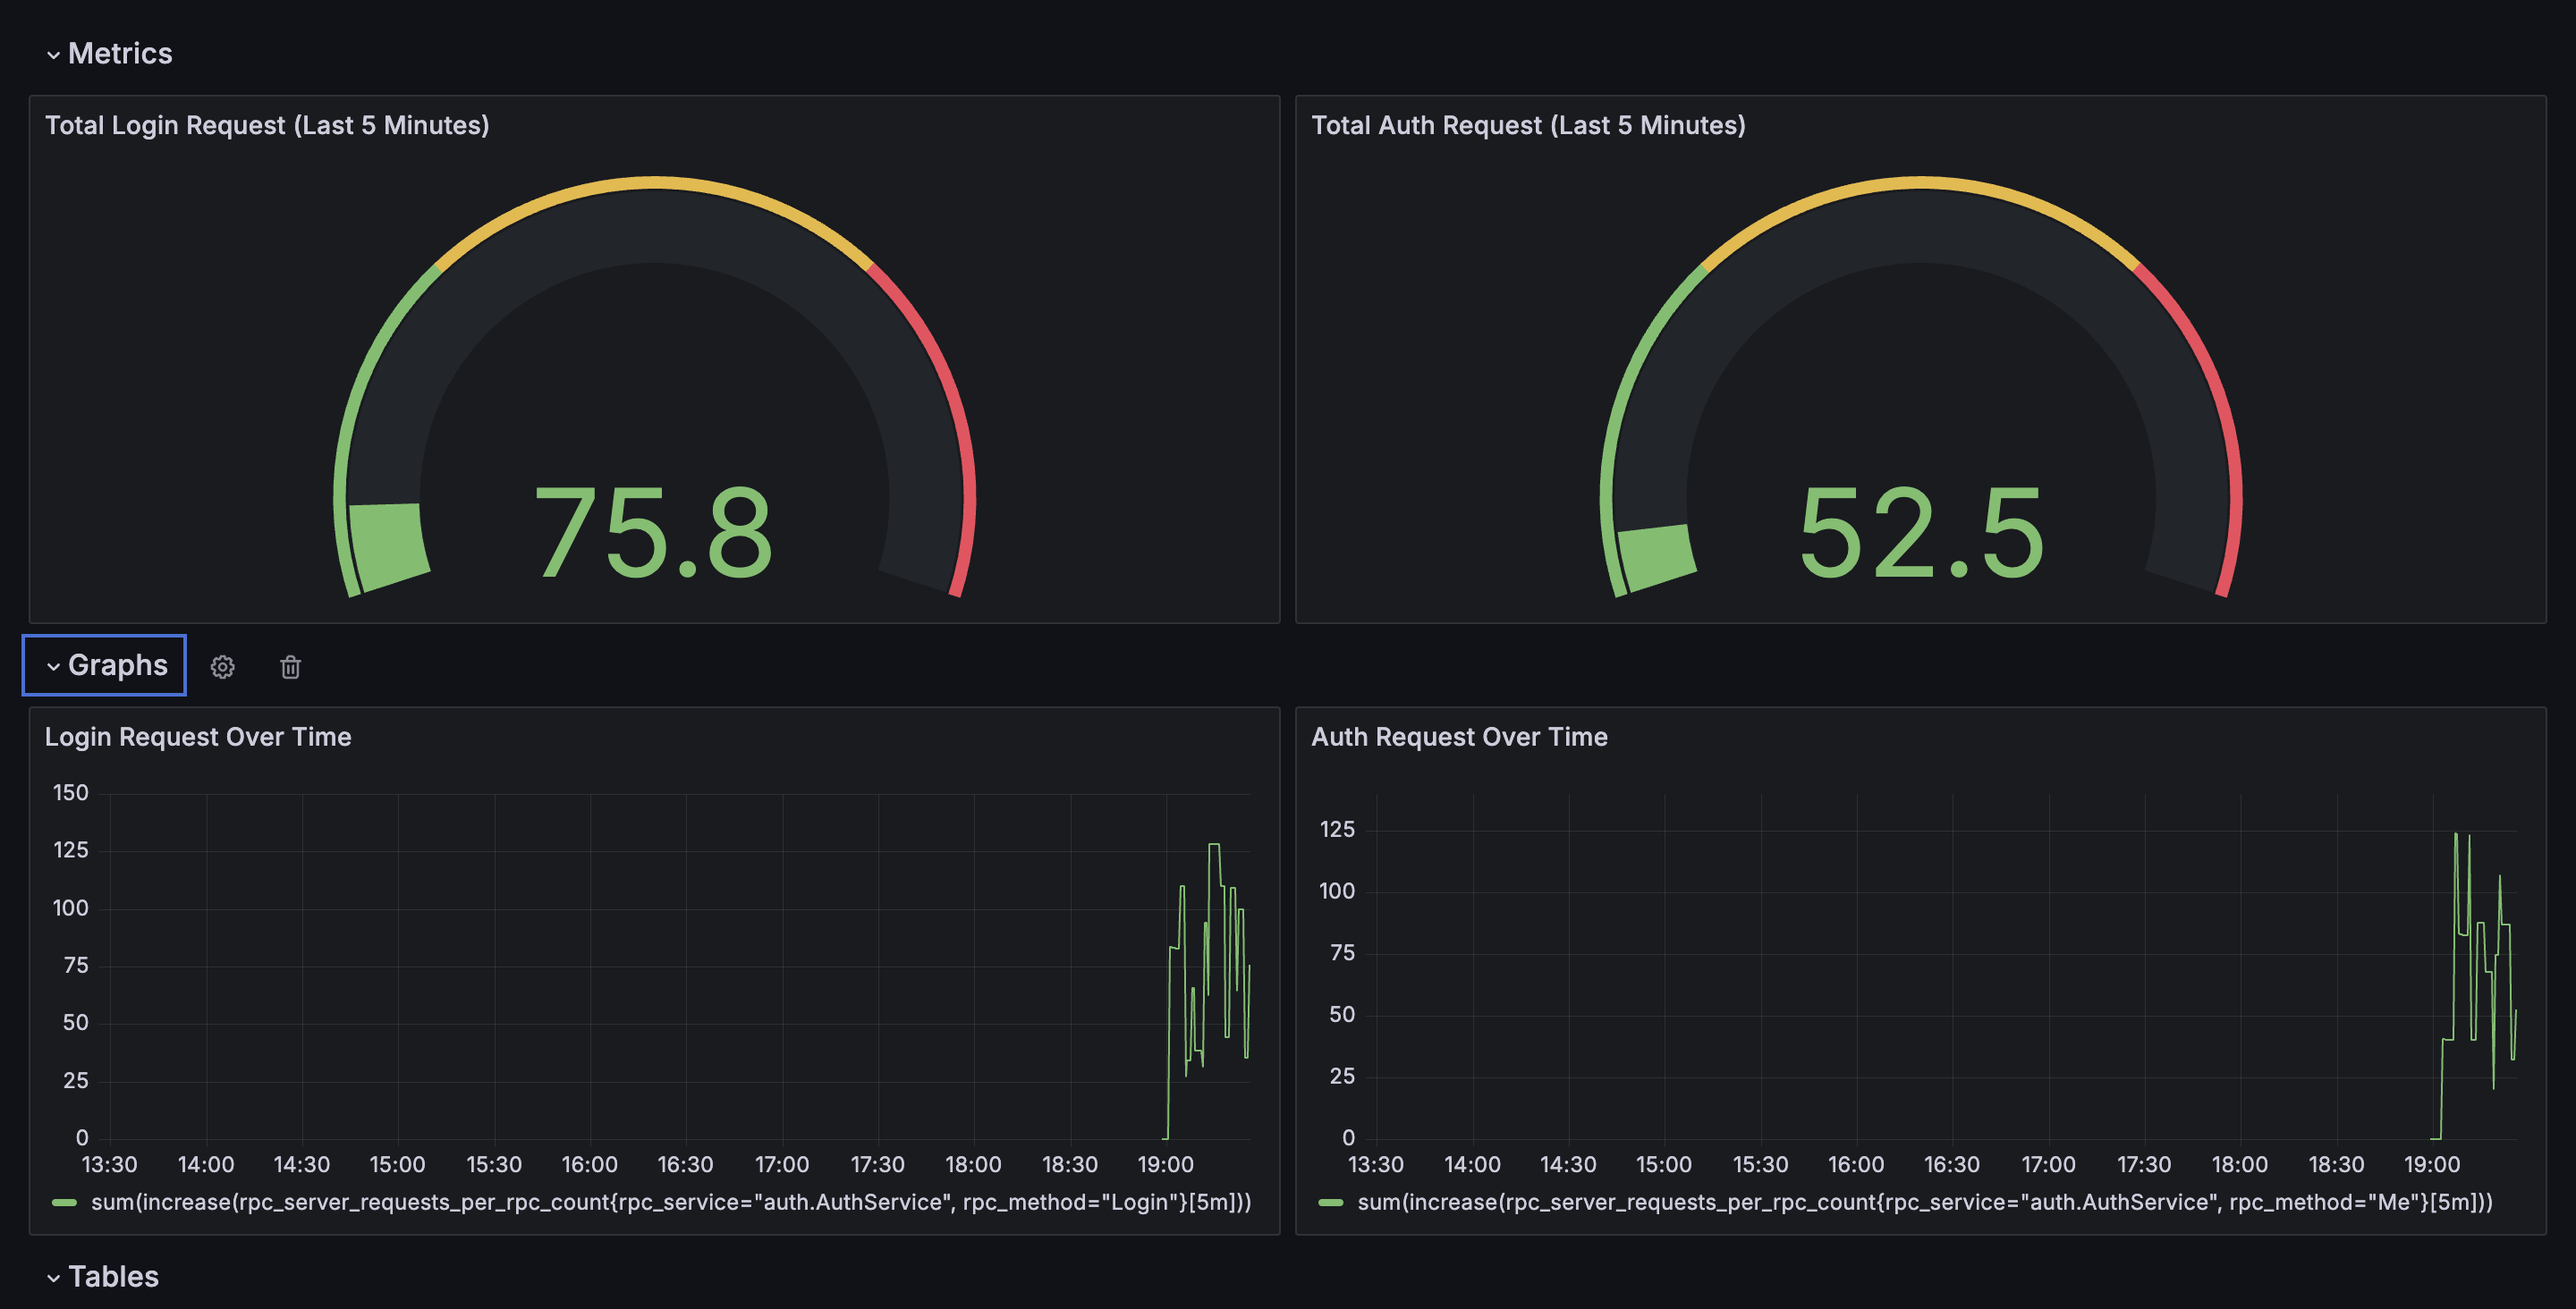 Metrics
Total Login Request (Last 5 Minutes)
75.8
Total Auth Request (Last 5 Minutes)
52.5
Graphs
Login Request Over Time
150
125
100
75
50
25
0
13:30 14:00 14:30 15:00 15:30 16:00 16:30 17:00 17:30 18:00 18:30 19:00
sum(increase(rpc_server_requests_per_rpc_count{rpc_service="auth.AuthService", rpc_method="Login"}[5m]))
Auth Request Over Time
125
100
75
50
25
0
13:30 14:00 14:30 15:00 15:30 16:00 16:30 17:00 17:30 18:00 18:30 19:00
sum(increase(rpc_server_requests_per_rpc_count{rpc_service="auth.AuthService", rpc_method="Me"}[5m]))
Tables